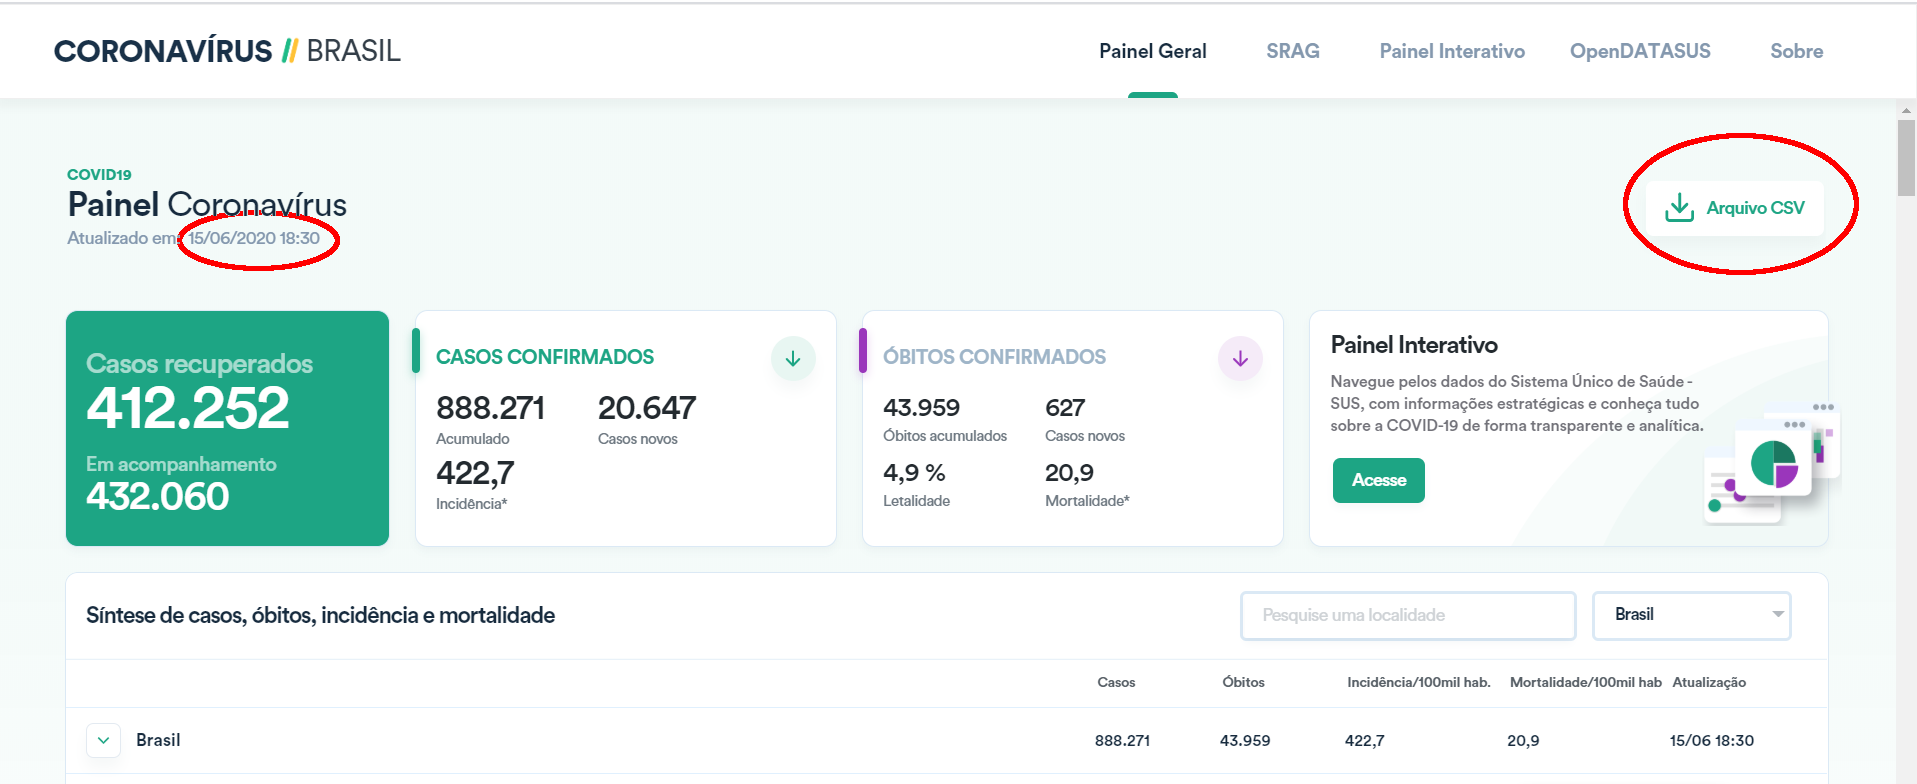 CORONAVÍRUS // BRASIL
Painel Geral
SRAG
Painel Interativo
OpenDATASUS
Sobre
COVID19
Painel Coronavírus
Atualizado em: 15/06/2020 18:30
Arquivo CSV
Casos recuperados
412.252
Em acompanhamento
432.060
CASOS CONFIRMADOS
888.271
Acumulado
20.647
Casos novos
422,7
Incidência*
ÓBITOS CONFIRMADOS
43.959
Óbitos acumulados
627
Casos novos
4,9 %
Letalidade
20,9
Mortalidade*
Painel Interativo
Navegue pelos dados do Sistema Único de Saúde -
SUS, com informações estratégicas e conheça tudo
sobre a COVID-19 de forma transparente e analítica.
Acesse
Síntese de casos, óbitos, incidência e mortalidade
Pesquise uma localidade
Brasil
Casos Óbitos Incidência/100mil hab. Mortalidade/100mil hab Atualização
Brasil 888.271 43.959 422,7 20,9 15/06 18:30